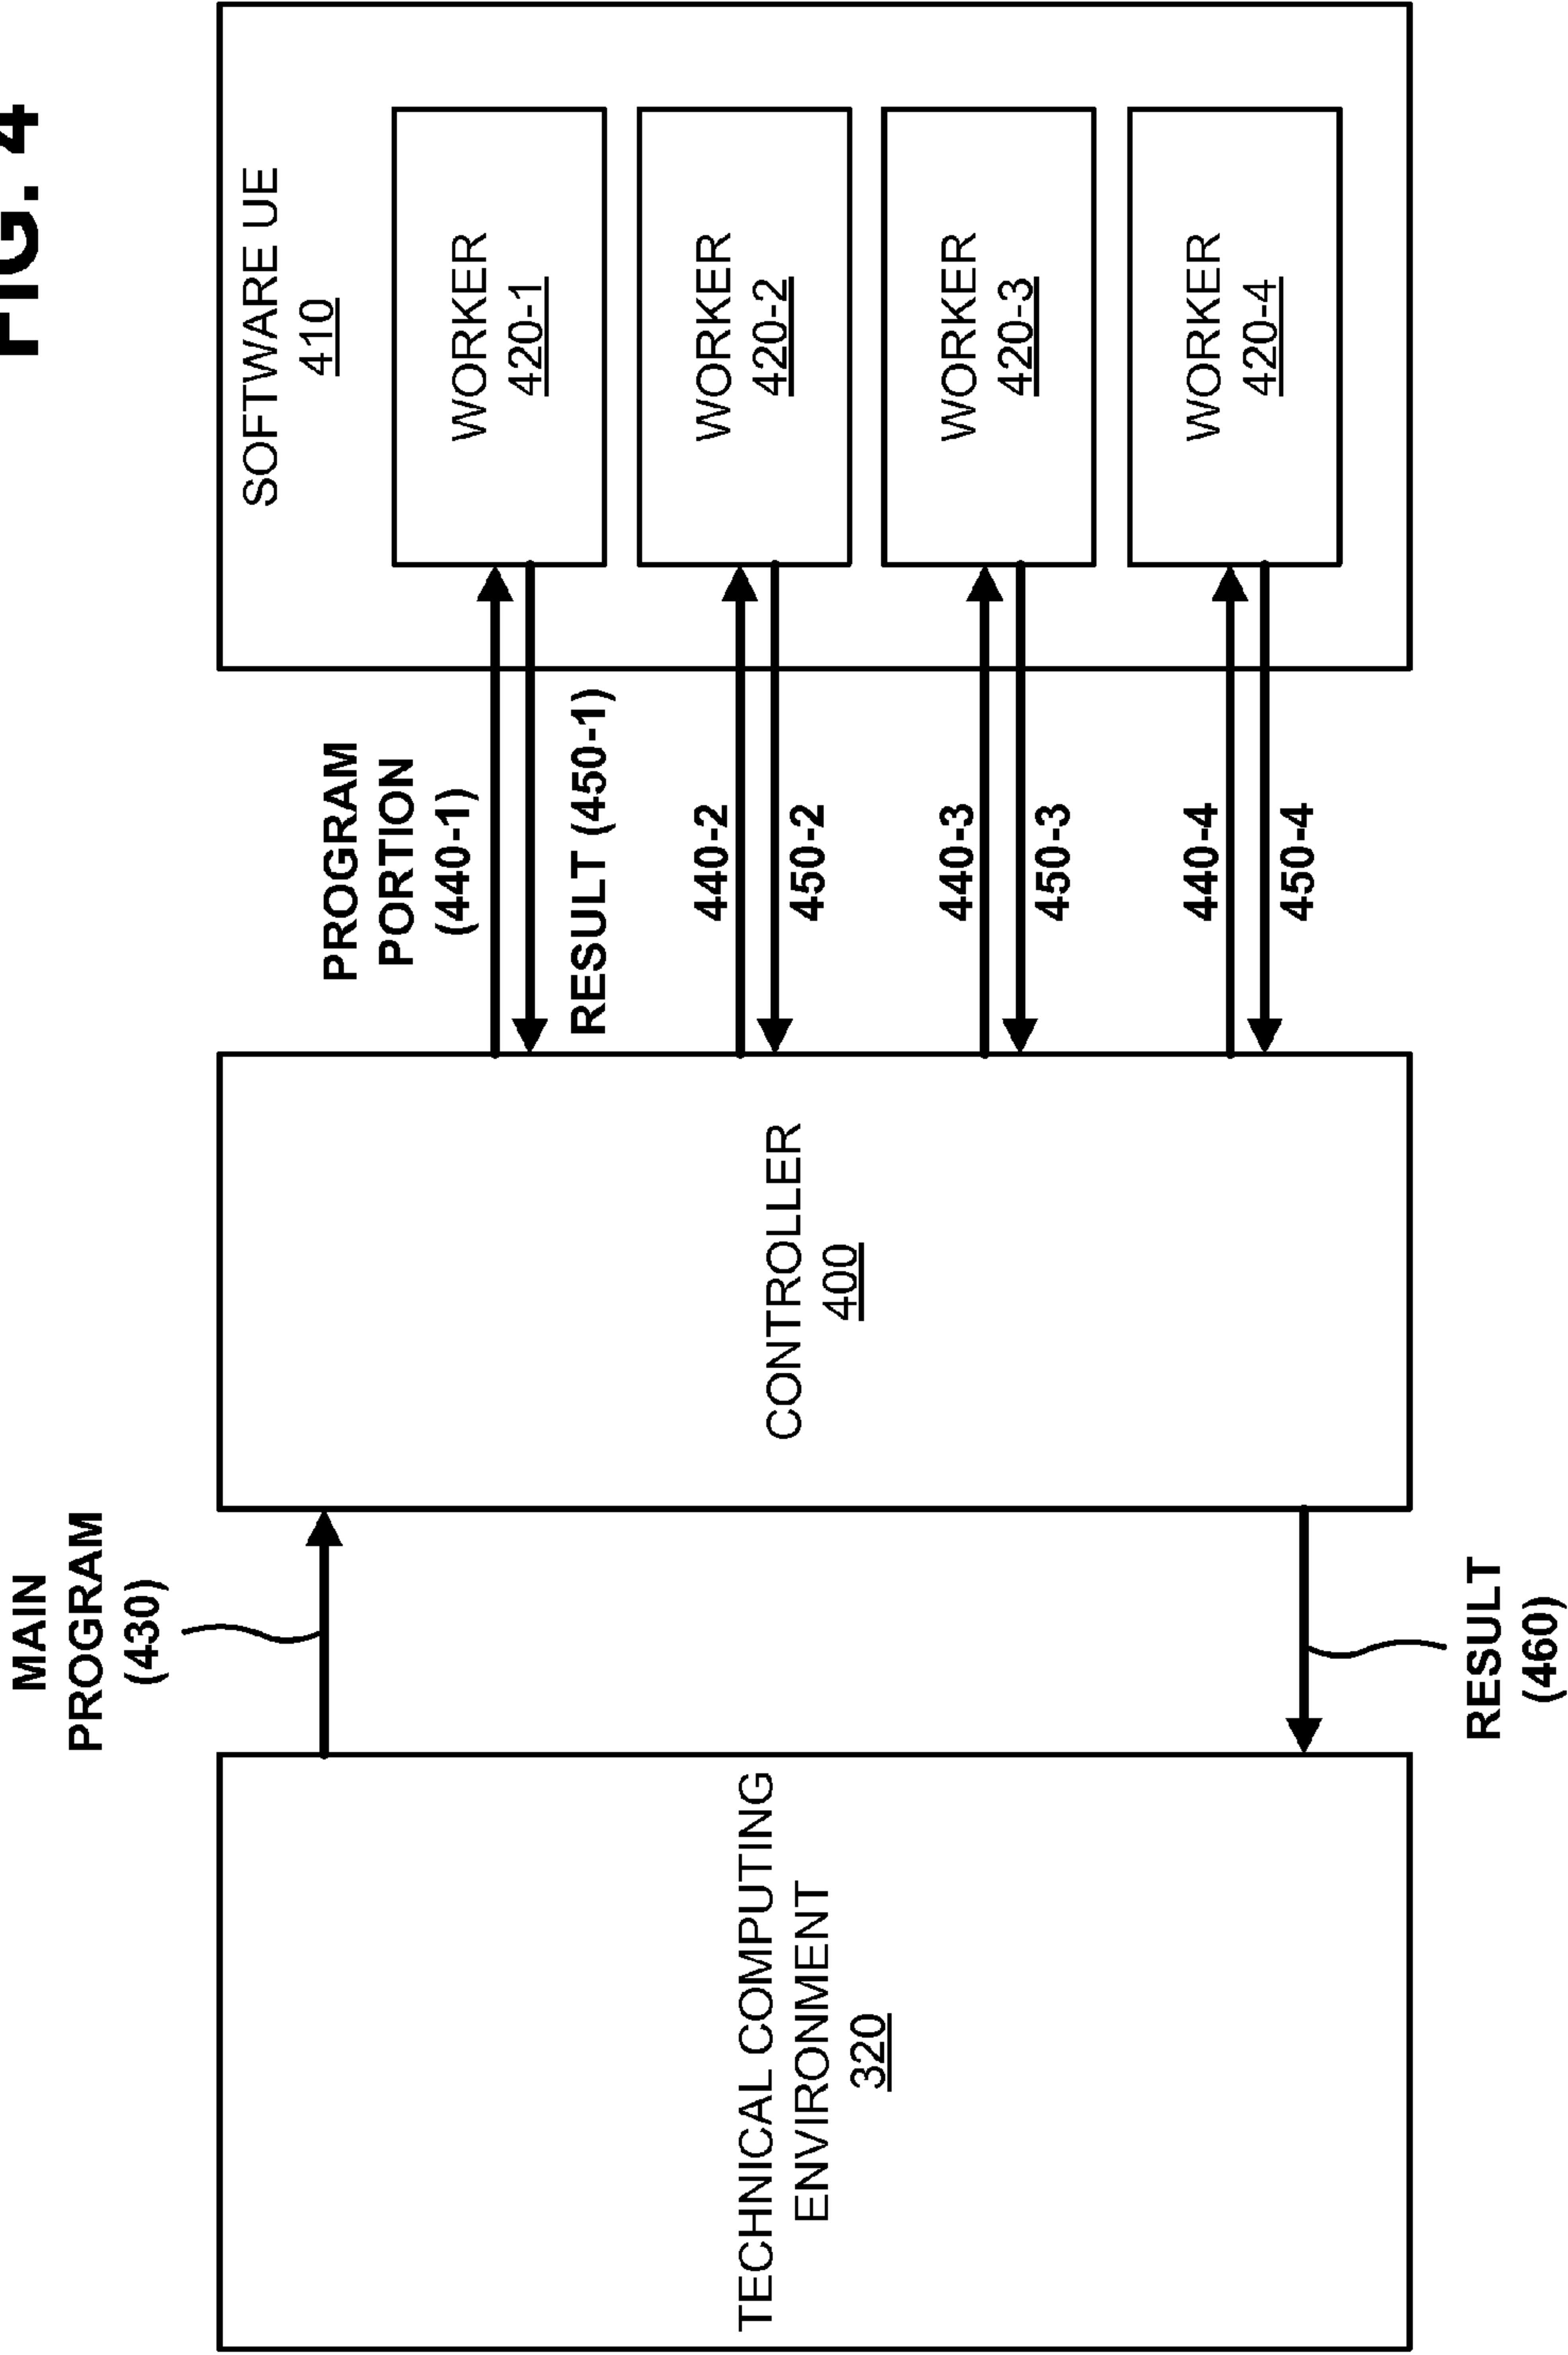 FIG. 4
MAIN
PROGRAM
(430)
PROGRAM
PORTION
(440-1)
RESULT (450-1)
440-2
450-2
440-3
450-3
440-4
450-4
TECHNICAL COMPUTING
ENVIRONMENT
320
CONTROLLER
400
SOFTWARE UE
410
WORKER
420-1
WORKER
420-2
WORKER
420-3
WORKER
420-4
RESULT
(460)